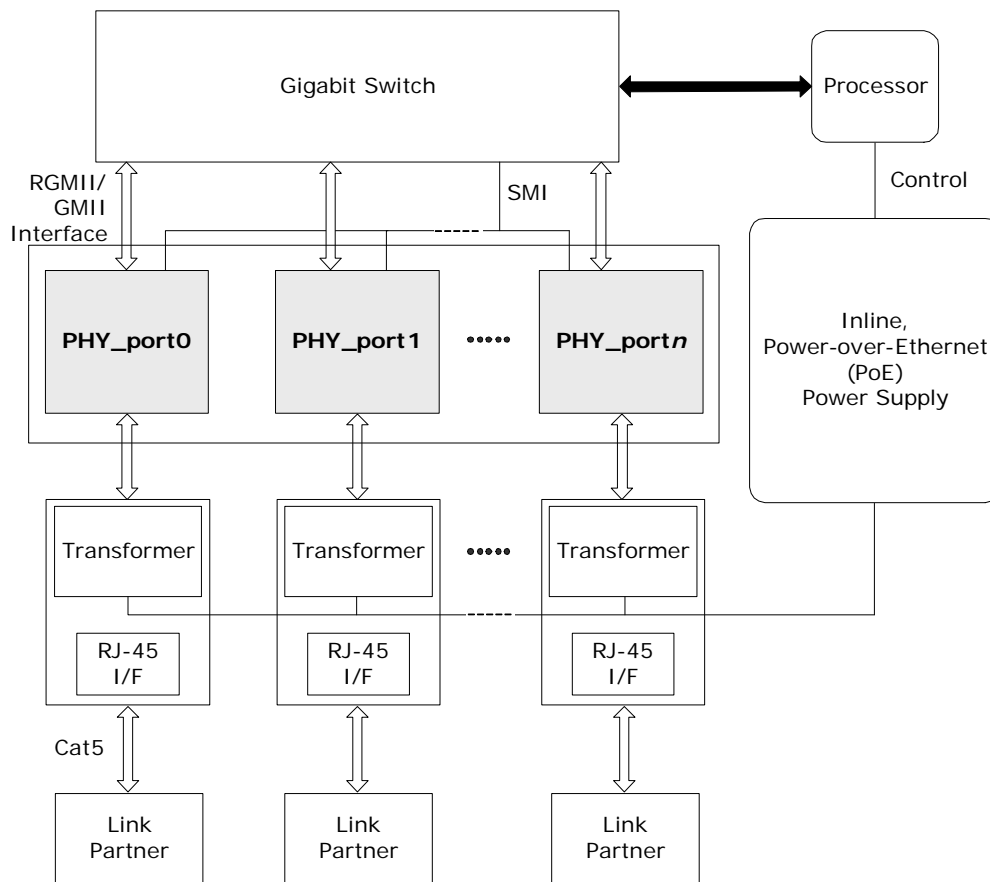 Gigabit Switch
Processor
RGMII/
GMII
Interface
SMI
Control
PHY_port0
PHY_port1
PHY_portn
Inline,
Power-over-Ethernet
(PoE)
Power Supply
Transformer
Transformer
Transformer
RJ-45
I/F
RJ-45
I/F
RJ-45
I/F
Cat5
Link
Partner
Link
Partner
Link
Partner